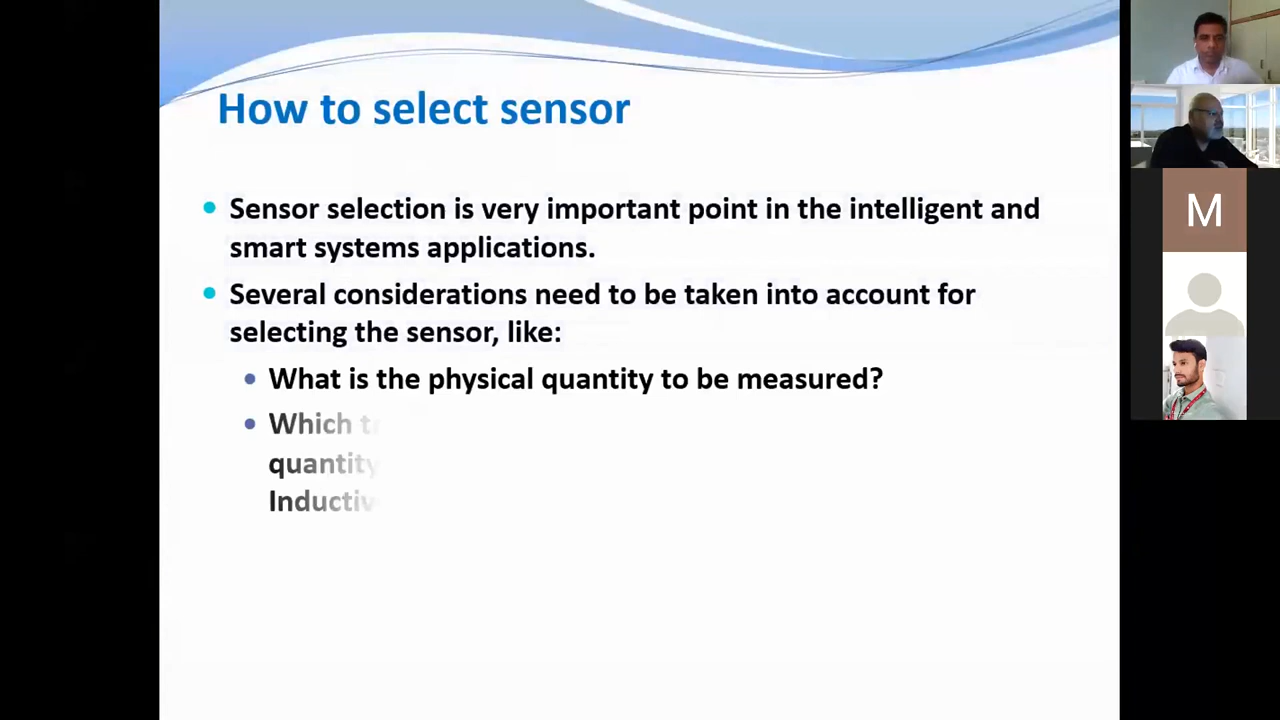 How to select sensor
Sensor selection is very important point in the intelligent and
smart systems applications.
Several considerations need to be taken into account for
selecting the sensor, like:
What is the physical quantity to be measured?
Which
quantity
M